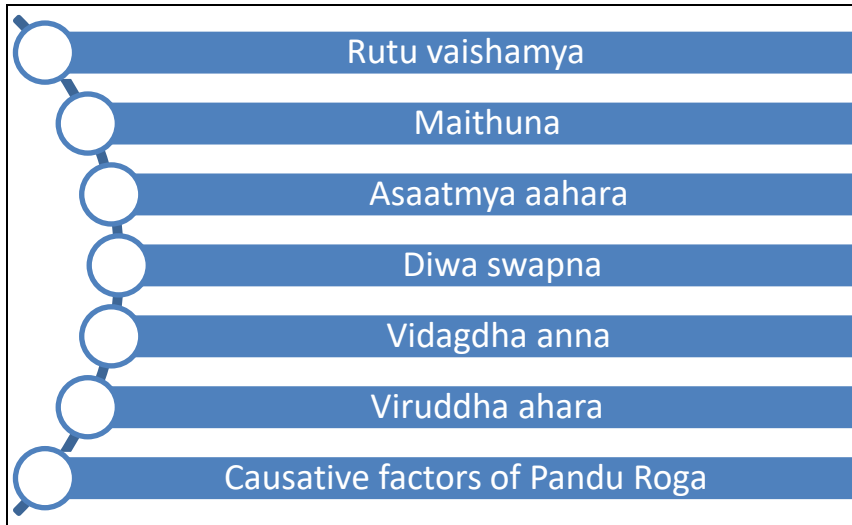 Rutu vaishamya
Maithuna
Asaatmya aahara
Diwa swapna
Vidagdha anna
Viruddha ahara
Causative factors of Pandu Roga